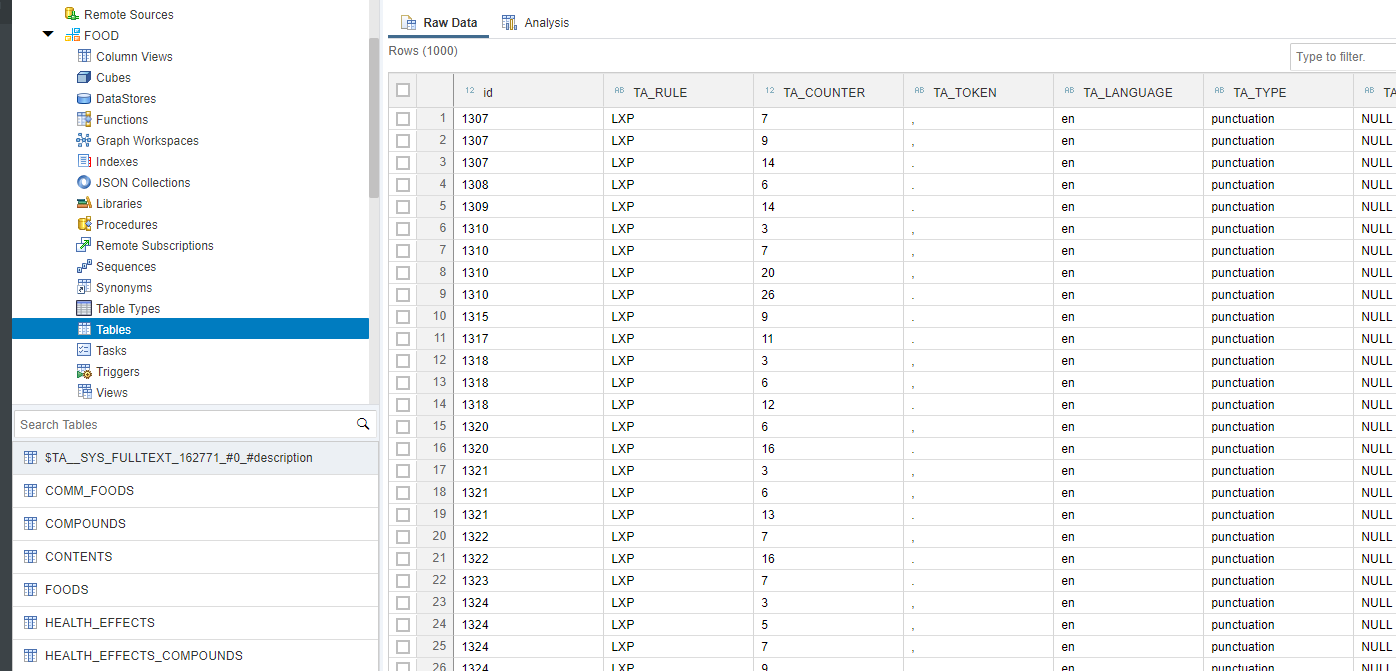 Remote Sources
FOOD
Column Views
Cubes
DataStores
Functions
Graph Workspaces
Indexes
JSON Collections
Libraries
Procedures
Remote Subscriptions
Sequences
Synonyms
Table Types
Tables
Tasks
Triggers
Views
Search Tables
$TA__SYS_FULLTEXT_162771_#0_#description
COMM_FOODS
COMPOUNDS
CONTENTS
FOODS
HEALTH_EFFECTS
HEALTH_EFFECTS_COMPOUNDS
Raw Data Analysis
Rows (1000)
Type to filter.
12 id AB TA_RULE 12 TA_COUNTER AB TA_TOKEN AB TA_LANGUAGE AB TA_TYPE AB TA
1 1307 LXP 7 , en punctuation NULL
2 1307 LXP 9 , en punctuation NULL
3 1307 LXP 14 . en punctuation NULL
4 1308 LXP 6 . en punctuation NULL
5 1309 LXP 14 . en punctuation NULL
6 1310 LXP 3 , en punctuation NULL
7 1310 LXP 7 , en punctuation NULL
8 1310 LXP 20 , en punctuation NULL
9 1310 LXP 26 . en punctuation NULL
10 1315 LXP 9 . en punctuation NULL
11 1317 LXP 11 . en punctuation NULL
12 1318 LXP 3 , en punctuation NULL
13 1318 LXP 6 , en punctuation NULL
14 1318 LXP 12 . en punctuation NULL
15 1320 LXP 6 , en punctuation NULL
16 1320 LXP 16 . en punctuation NULL
17 1321 LXP 3 , en punctuation NULL
18 1321 LXP 6 , en punctuation NULL
19 1321 LXP 13 . en punctuation NULL
20 1322 LXP 7 , en punctuation NULL
21 1322 LXP 16 . en punctuation NULL
22 1323 LXP 7 . en punctuation NULL
23 1324 LXP 3 , en punctuation NULL
24 1324 LXP 5 , en punctuation NULL
25 1324 LXP 7 , en punctuation NULL
26 1324 LXP 9 en punctuation NULL